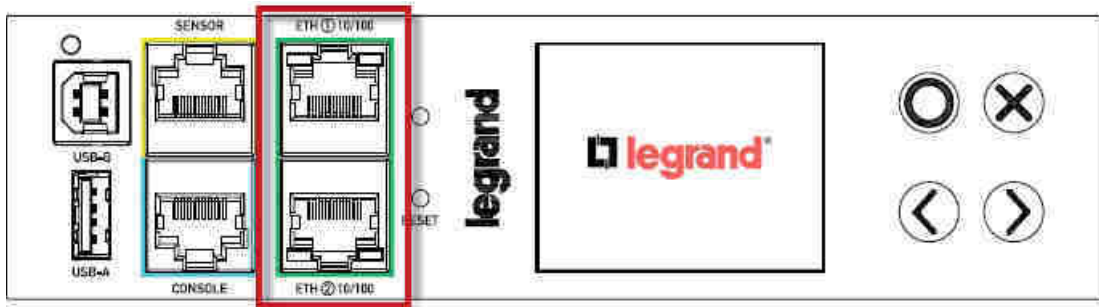 SENSOR
ETH ① 10/100
USB-B
legrand
legrand®
RESET
USB-A
CONSOLE
ETH ② 10/100